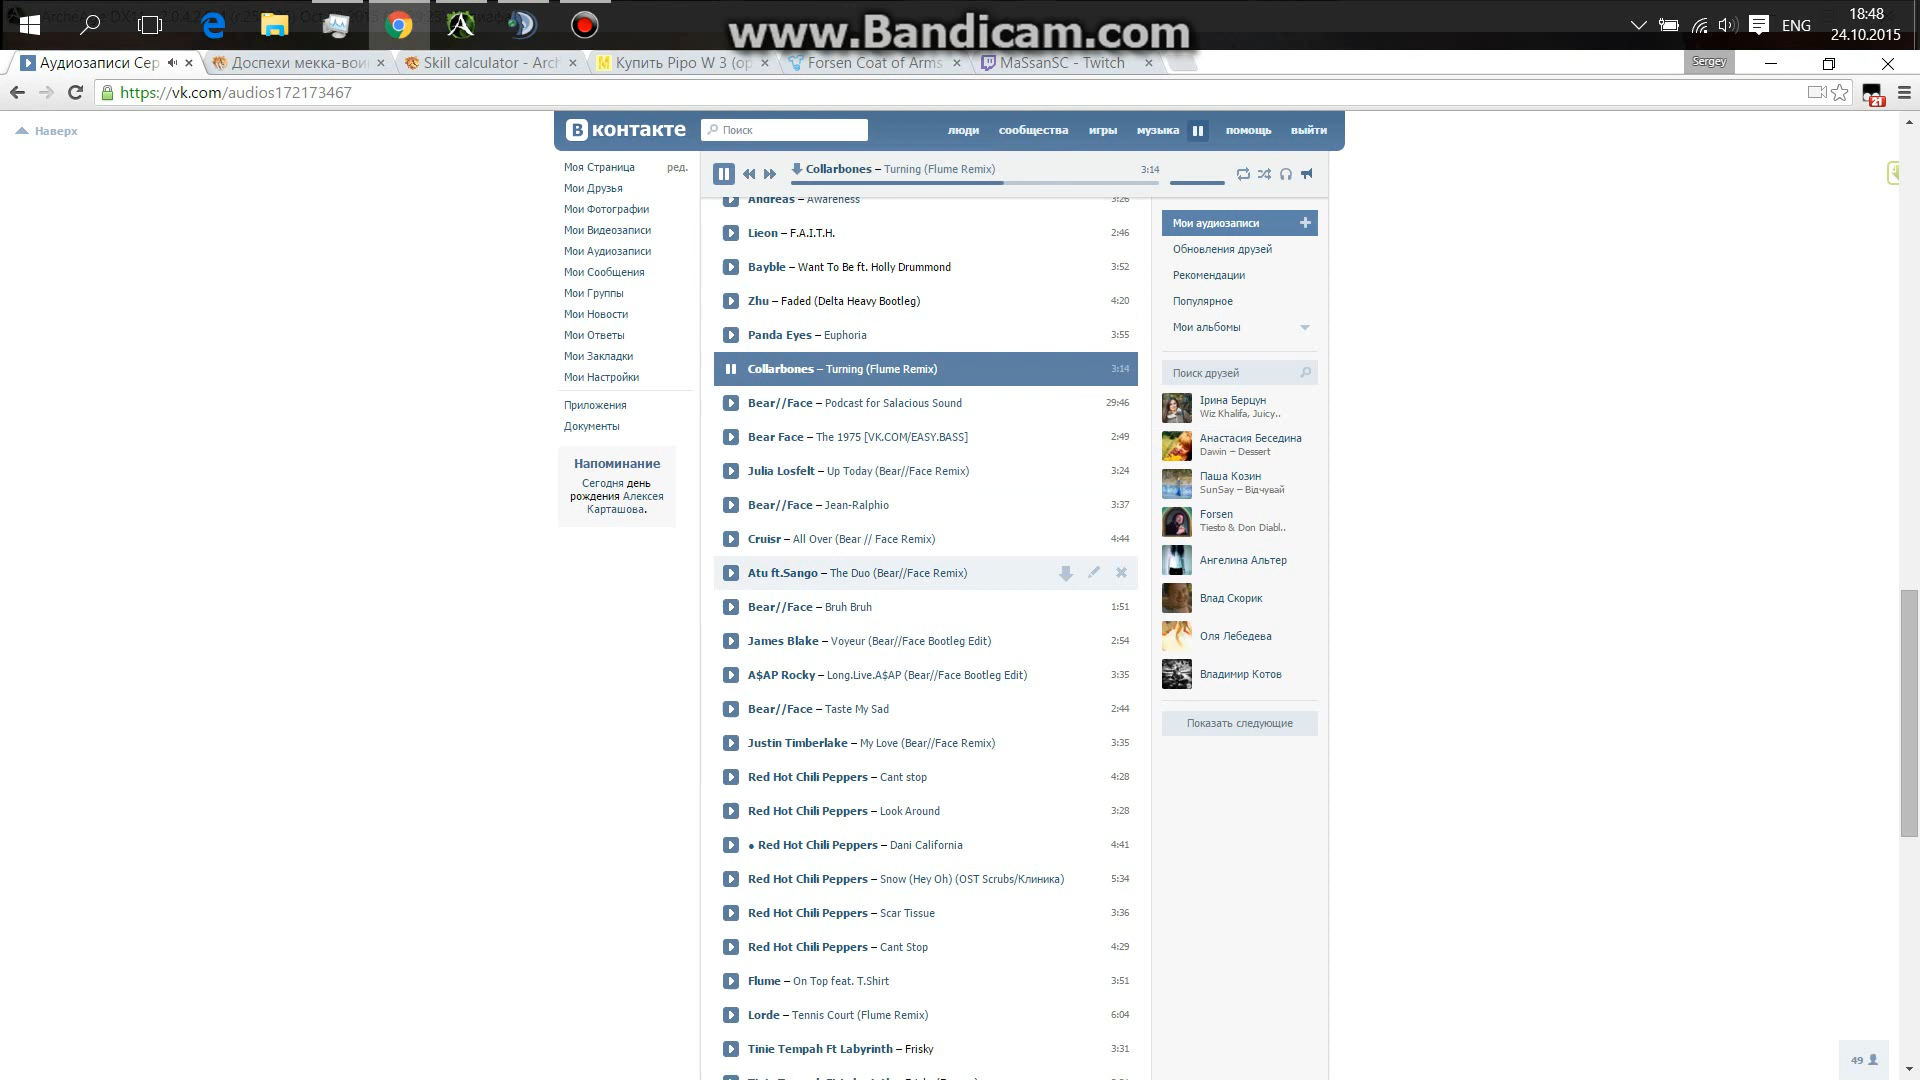 www.Bandicam.com
ENG
18:48
24.10.2015
Аудиозаписи Сер
Доспехи мекка-вои
Skill calculator - Arch
Купить Pipo W 3 (ор
Forsen Coat of Arms
MaSsanSC - Twitch
Sergey
https://vk.com/audios172173467
21
Наверх
В контакте
Поиск
люди
сообщества
игры
музыка
помощь
выйти
Моя Страница
ред.
Мои Друзья
Мои Фотографии
Мои Видеозаписи
Мои Аудиозаписи
Мои Сообщения
Мои Группы
Мои Новости
Мои Ответы
Мои Закладки
Мои Настройки
Приложения
Документы
Напоминание
Сегодня день
рождения Алексея
Карташова.
Collarbones – Turning (Flume Remix) 3:14
Andreas – Awareness 3:26
Lieon – F.A.I.T.H. 2:46
Bayble – Want To Be ft. Holly Drummond 3:52
Zhu – Faded (Delta Heavy Bootleg) 4:20
Panda Eyes – Euphoria 3:55
Collarbones – Turning (Flume Remix) 3:14
Bear//Face – Podcast for Salacious Sound 29:46
Bear Face – The 1975 [VK.COM/EASY.BASS] 2:49
Julia Losfelt – Up Today (Bear//Face Remix) 3:24
Bear//Face – Jean-Ralphio 3:37
Cruisr – All Over (Bear // Face Remix) 4:44
Atu ft.Sango – The Duo (Bear//Face Remix)
Bear//Face – Bruh Bruh 1:51
James Blake – Voyeur (Bear//Face Bootleg Edit) 2:54
A$AP Rocky – Long.Live.A$AP (Bear//Face Bootleg Edit) 3:35
Bear//Face – Taste My Sad 2:44
Justin Timberlake – My Love (Bear//Face Remix) 3:35
Red Hot Chili Peppers – Cant stop 4:28
Red Hot Chili Peppers – Look Around 3:28
● Red Hot Chili Peppers – Dani California 4:41
Red Hot Chili Peppers – Snow (Hey Oh) (OST Scrubs/Клиника) 5:34
Red Hot Chili Peppers – Scar Tissue 3:36
Red Hot Chili Peppers – Cant Stop 4:29
Flume – On Top feat. T.Shirt 3:51
Lorde – Tennis Court (Flume Remix) 6:04
Tinie Tempah Ft Labyrinth – Frisky 3:31
Мои аудиозаписи
Обновления друзей
Рекомендации
Популярное
Мои альбомы
Поиск друзей
Ірина Берцун
Wiz Khalifa, Juicy..
Анастасия Беседина
Dawin – Dessert
Паша Козин
SunSay – Відчувай
Forsen
Tiesto & Don Diabl..
Ангелина Альтер
Влад Скорик
Оля Лебедева
Владимир Котов
Показать следующие
49